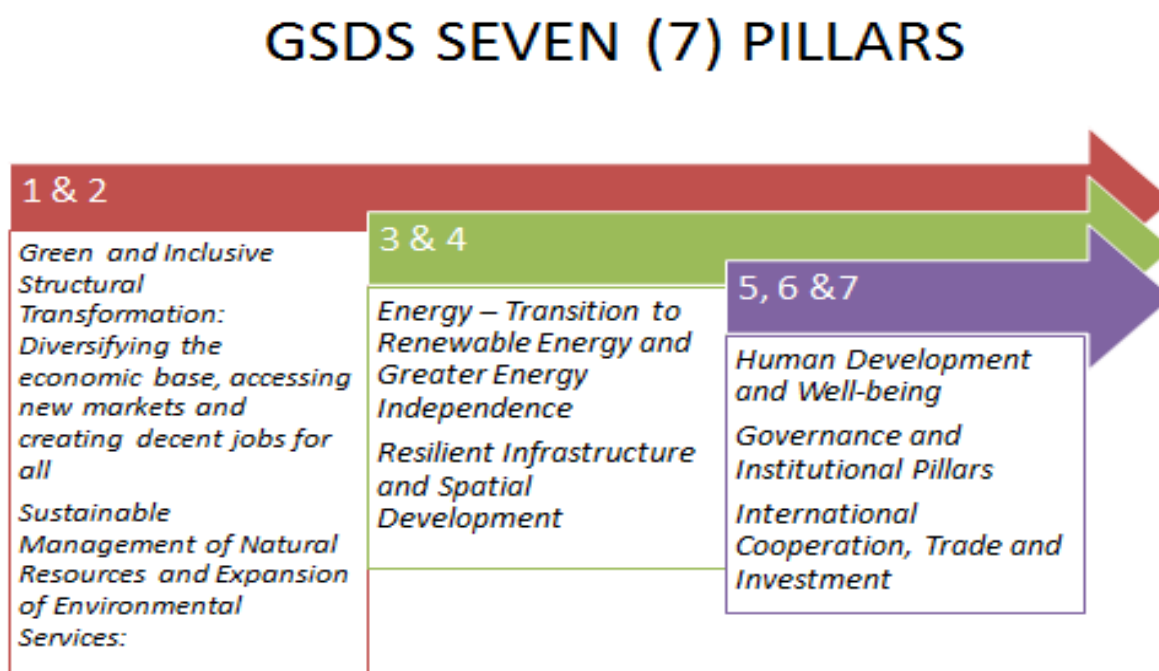 GSDS SEVEN (7) PILLARS
1 & 2
Green and Inclusive
Structural
Transformation:
Diversifying the
economic base, accessing
new markets and
creating decent jobs for
all
Sustainable
Management of Natural
Resources and Expansion
of Environmental
Services:
3 & 4
Energy – Transition to
Renewable Energy and
Greater Energy
Independence
Resilient Infrastructure
and Spatial
Development
5, 6 &7
Human Development
and Well-being
Governance and
Institutional Pillars
International
Cooperation, Trade and
Investment